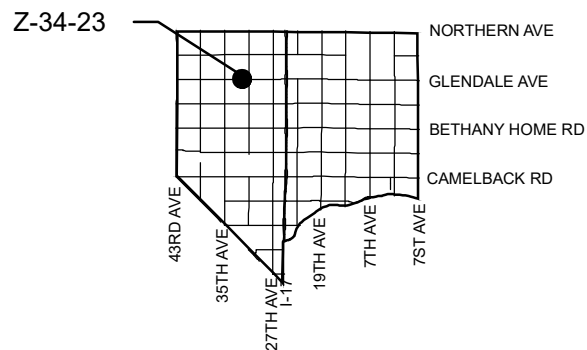 Z-34-23
NORTHERN AVE
GLENDALE AVE
BETHANY HOME RD
CAMELBACK RD
43RD AVE
35TH AVE
27TH AVE
I-17
19TH AVE
7TH AVE
7ST AVE